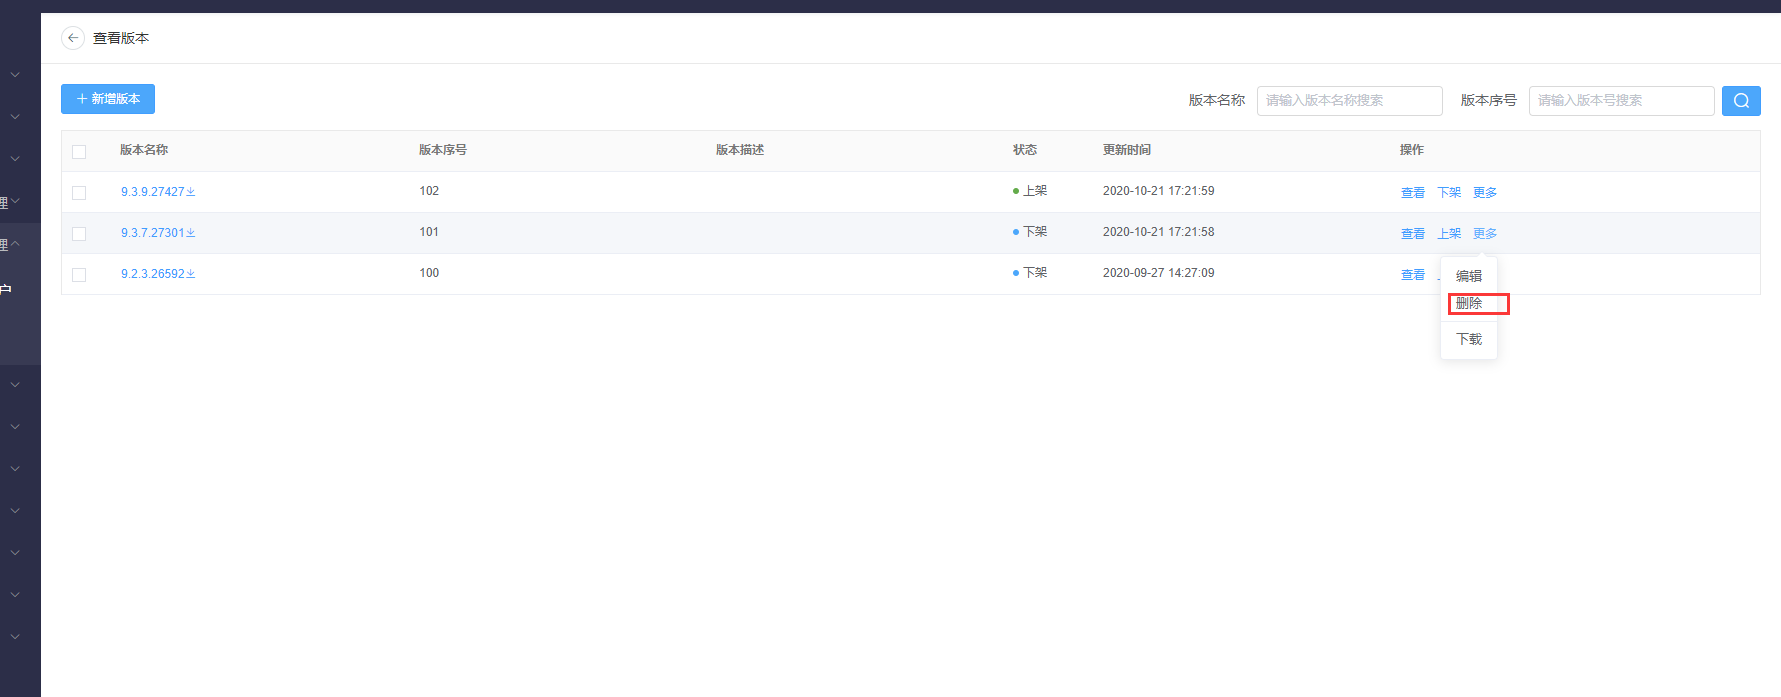 查看版本
新增版本
版本名称 请输入版本名称搜索 版本序号 请输入版本号搜索
版本名称 版本序号 版本描述 状态 更新时间 操作
9.3.9.27427 102 上架 2020-10-21 17:21:59 查看 下架 更多
理
9.3.7.27301 101 下架 2020-10-21 17:21:58 查看 上架 更多
理
9.2.3.26592 100 下架 2020-09-27 14:27:09 查看
户
编辑
删除
下载